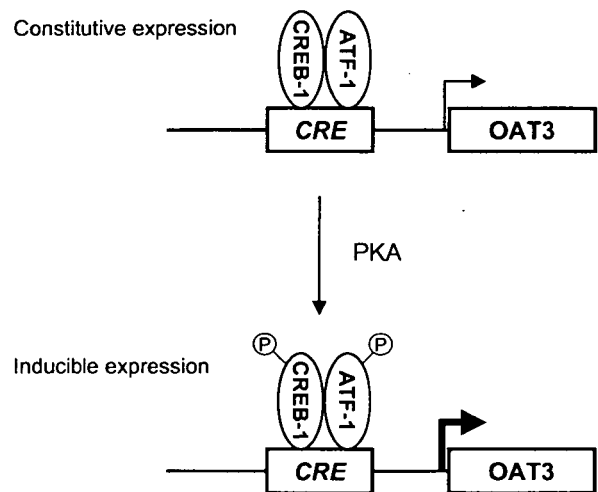 Constitutive expression
CREB-1
ATF-1
CRE
OAT3
PKA
Inducible expression
P
P
CREB-1
ATF-1
CRE
OAT3